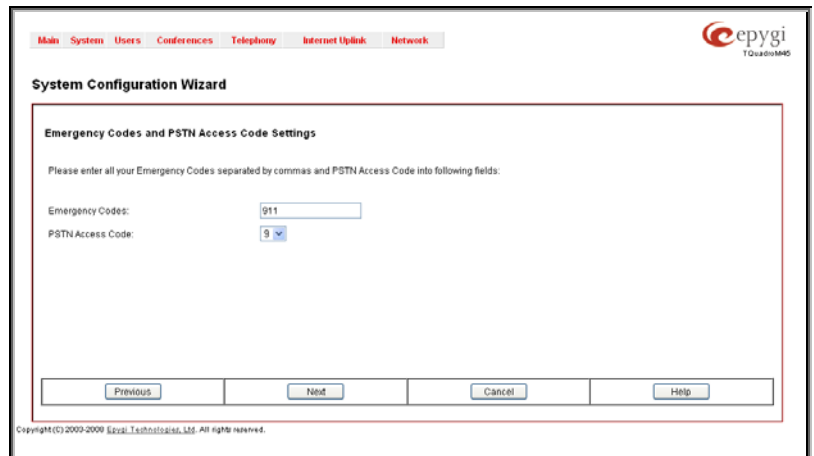 Main System Users Conferences Telephony Internet Uplink Network
epygi
TQuadroM45
System Configuration Wizard
Emergency Codes and PSTN Access Code Settings
Please enter all your Emergency Codes separated by commas and PSTN Access Code into following fields:
Emergency Codes: 911
PSTN Access Code: 9
Previous Next Cancel Help
Copyright (C) 2003-2008 Epygi Technologies, Ltd. All rights reserved.